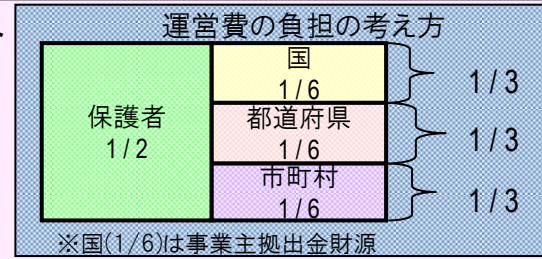 運営費の負担の考え方
保護者
1/2
国
1/6
都道府県
1/6
市町村
1/6
1/3
1/3
1/3
※国(1/6)は事業主拠出金財源